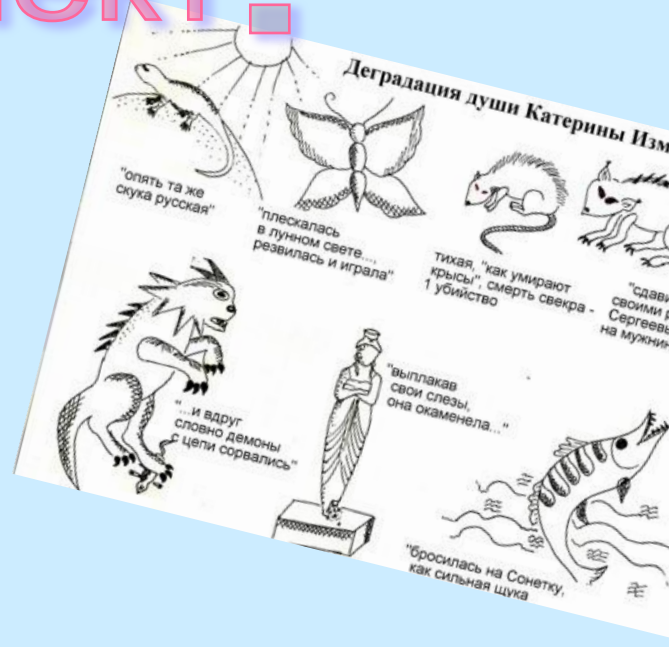 Деградация души Катерины Изм
"опять та же
скука русская"
"плескалась
в лунном свете...,
резвилась и играла"
тихая, "как умирают
крысы", смерть свекра -
1 убийство
"сдави
своими р
Сергеевы
на мужнин
"...и вдруг
словно демоны
с цепи сорвались"
"выплакав
свои слезы,
она окаменела..."
"бросилась на Сонетку,
как сильная щука